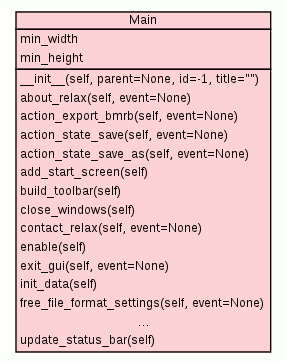 Main
min_width
min_height
__init__(self, parent=None, id=-1, title="")
about_relax(self, event=None)
action_export_bmrb(self, event=None)
action_state_save(self, event=None)
action_state_save_as(self, event=None)
add_start_screen(self)
build_toolbar(self)
close_windows(self)
contact_relax(self, event=None)
enable(self)
exit_gui(self, event=None)
init_data(self)
free_file_format_settings(self, event=None)
...
update_status_bar(self)